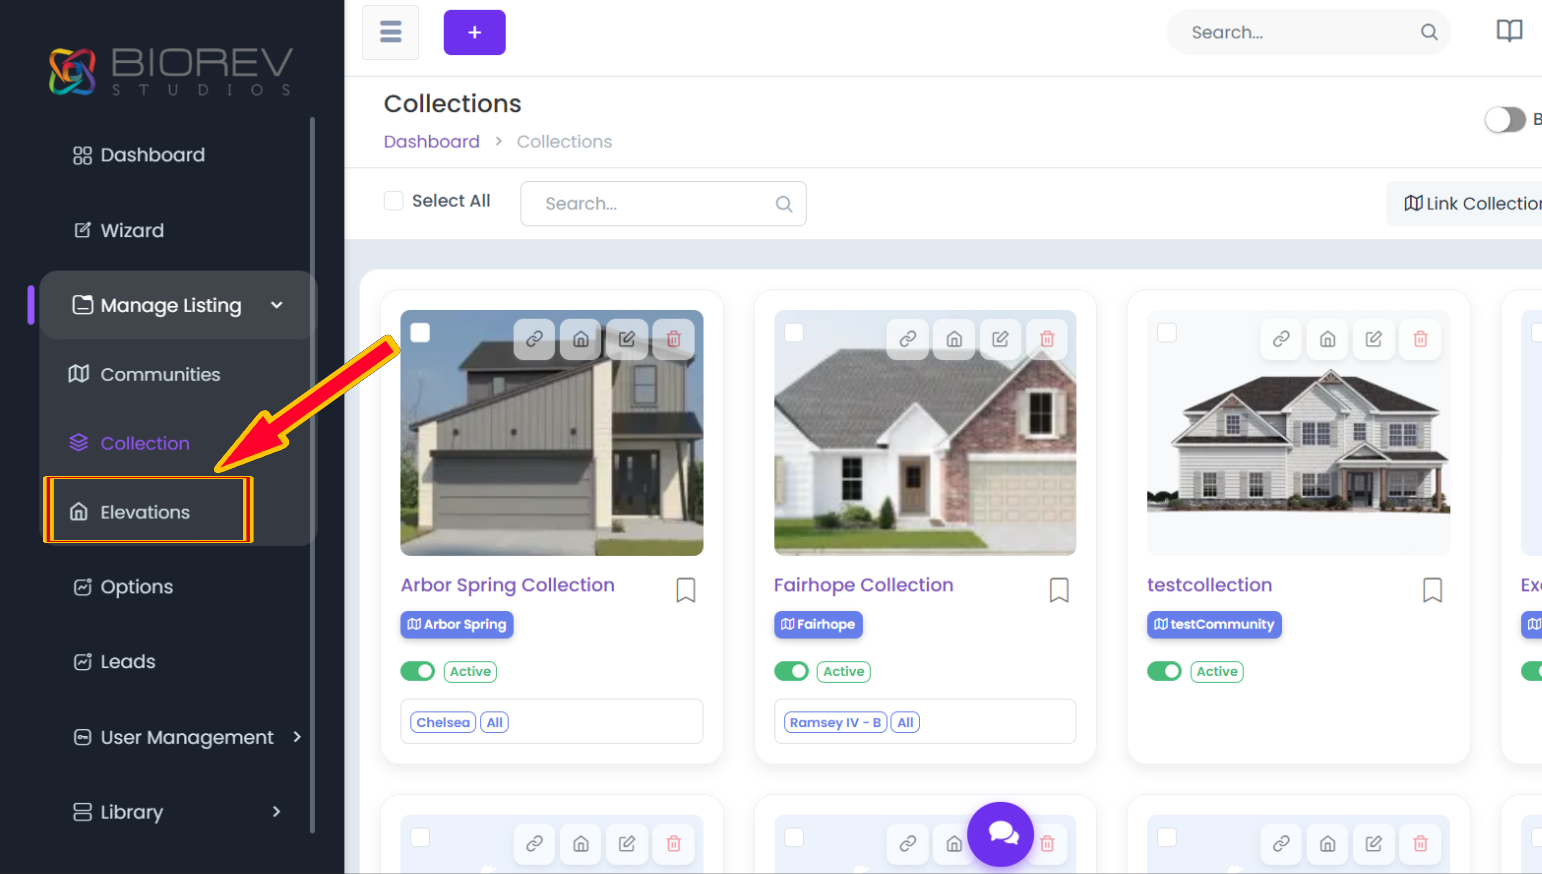 BIOREV
STUDIOS
Dashboard
Wizard
Manage Listing
Communities
Collection
Elevations
Options
Leads
User Management
Library
+
Search...
Collections
Dashboard > Collections
B
Select All
Search...
Link Collection
Arbor Spring Collection
Arbor Spring
Active
Chelsea All
Fairhope Collection
Fairhope
Active
Ramsey IV - B All
testcollection
testCommunity
Active